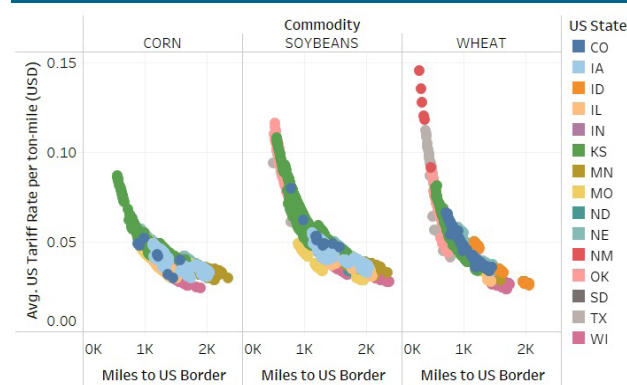 Commodity
CORN SOYBEANS WHEAT
Avg. US Tariff Rate per ton-mile (USD)
0.15
0.10
0.05
0.00
0K 1K 2K 0K 1K 2K 0K 1K 2K
Miles to US Border Miles to US Border Miles to US Border
US State
CO
IA
ID
IL
IN
KS
MN
MO
ND
NE
NM
OK
SD
TX
WI